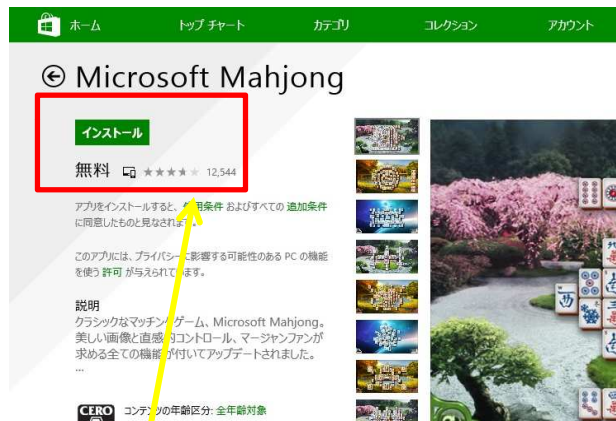 ホーム
トップ チャート
カテゴリ
コレクション
アカウント
Microsoft Mahjong
インストール
無料 12,544
アプリをインストールすると、使用条件 およびすべての 追加条件
に同意したものと見なされます。
このアプリには、プライバシーに影響する可能性のある PC の機能
を使う 許可 が与えられています。
説明
クラシックなマッチングゲーム、Microsoft Mahjong。
美しい画像と直感的コントロール、マージャンファンが
求める全ての機能が付いてアップデートされました。
...
CERO コンテンツの年齢区分: 全年齢対象